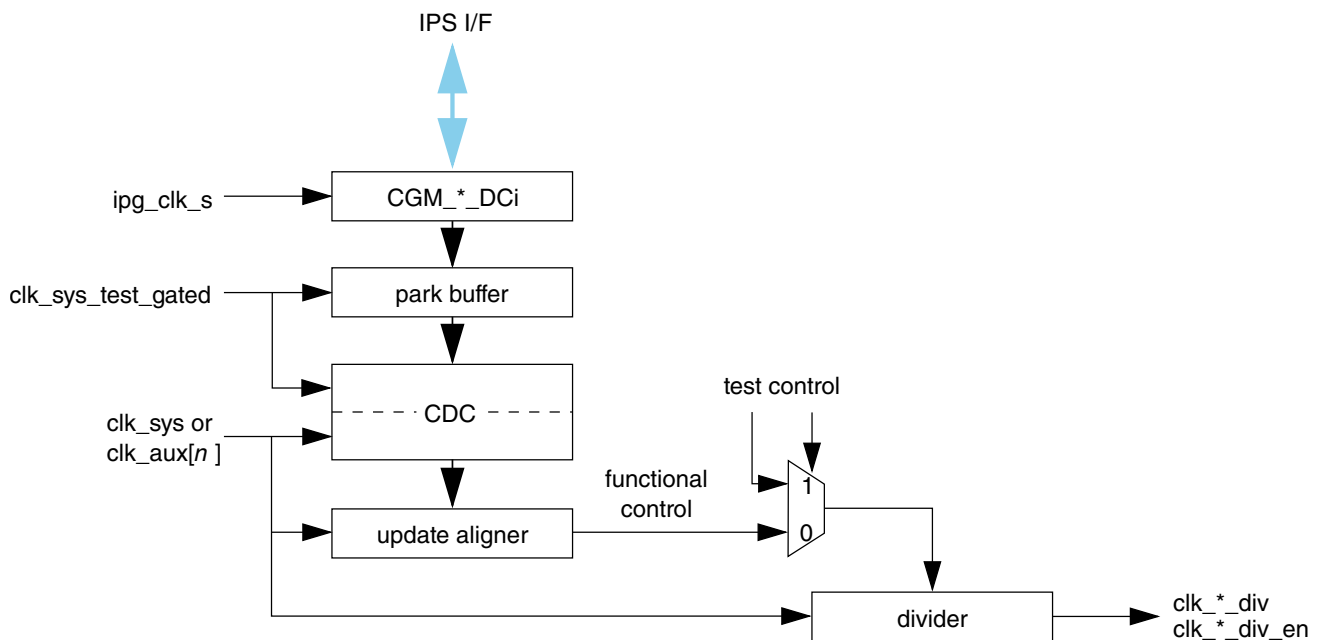 IPS I/F
ipg_clk_s
CGM_*_DCi
clk_sys_test_gated
park buffer
test control
clk_sys or
clk_aux[n ]
CDC
functional
control
1
0
update aligner
divider
clk_*_div
clk_*_div_en